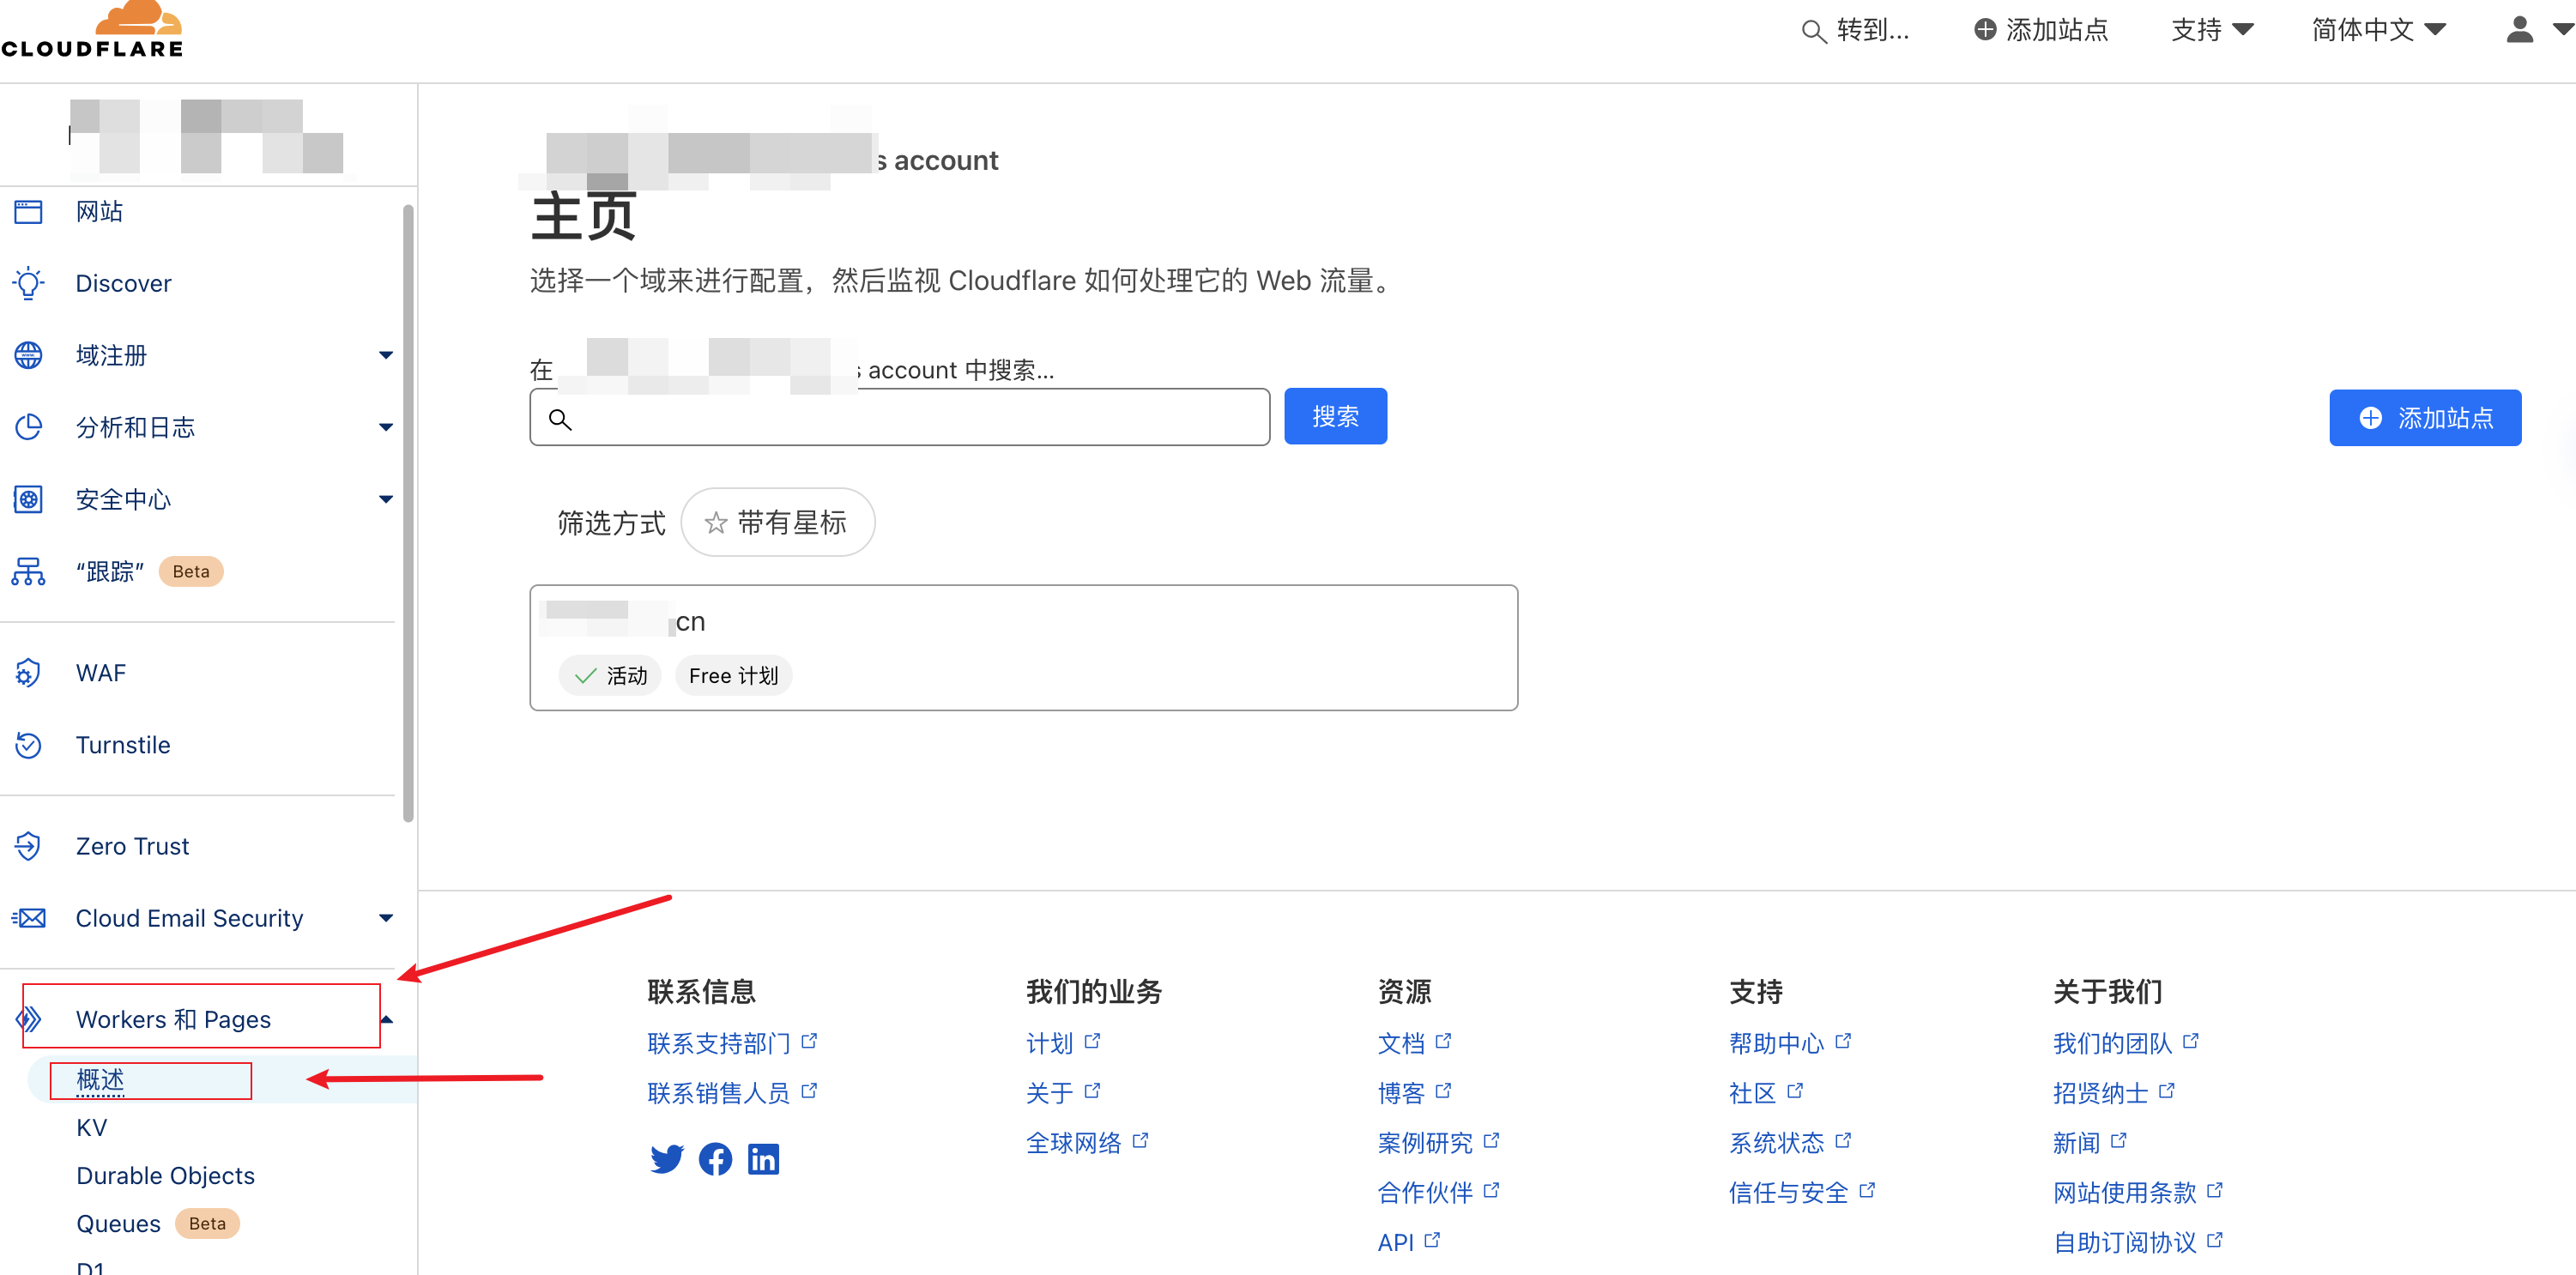 CLOUDFLARE
转到...
添加站点
支持
简体中文
网站
Discover
域注册
分析和日志
安全中心
“跟踪” Beta
WAF
Turnstile
Zero Trust
Cloud Email Security
Workers 和 Pages
概述
KV
Durable Objects
Queues Beta
D1
s account
主页
选择一个域来进行配置，然后监视 Cloudflare 如何处理它的 Web 流量。
在 s account 中搜索...
搜索
添加站点
筛选方式 带有星标
cn
活动 Free 计划
联系信息
联系支持部门
联系销售人员
我们的业务
计划
关于
全球网络
资源
文档
博客
案例研究
合作伙伴
API
支持
帮助中心
社区
系统状态
信任与安全
关于我们
我们的团队
招贤纳士
新闻
网站使用条款
自助订阅协议